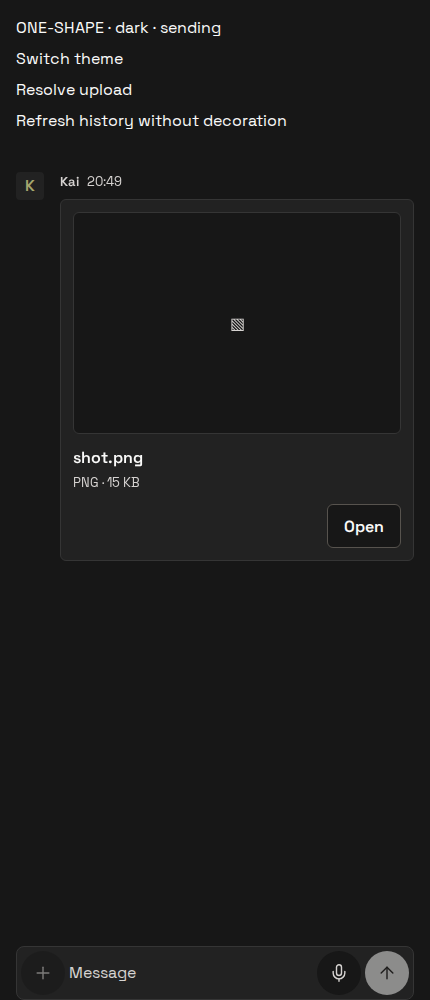 ONE-SHAPE · dark · sending
Switch theme
Resolve upload
Refresh history without decoration
K
Kai 20:49
shot.png
PNG · 15 KB
Open
Message